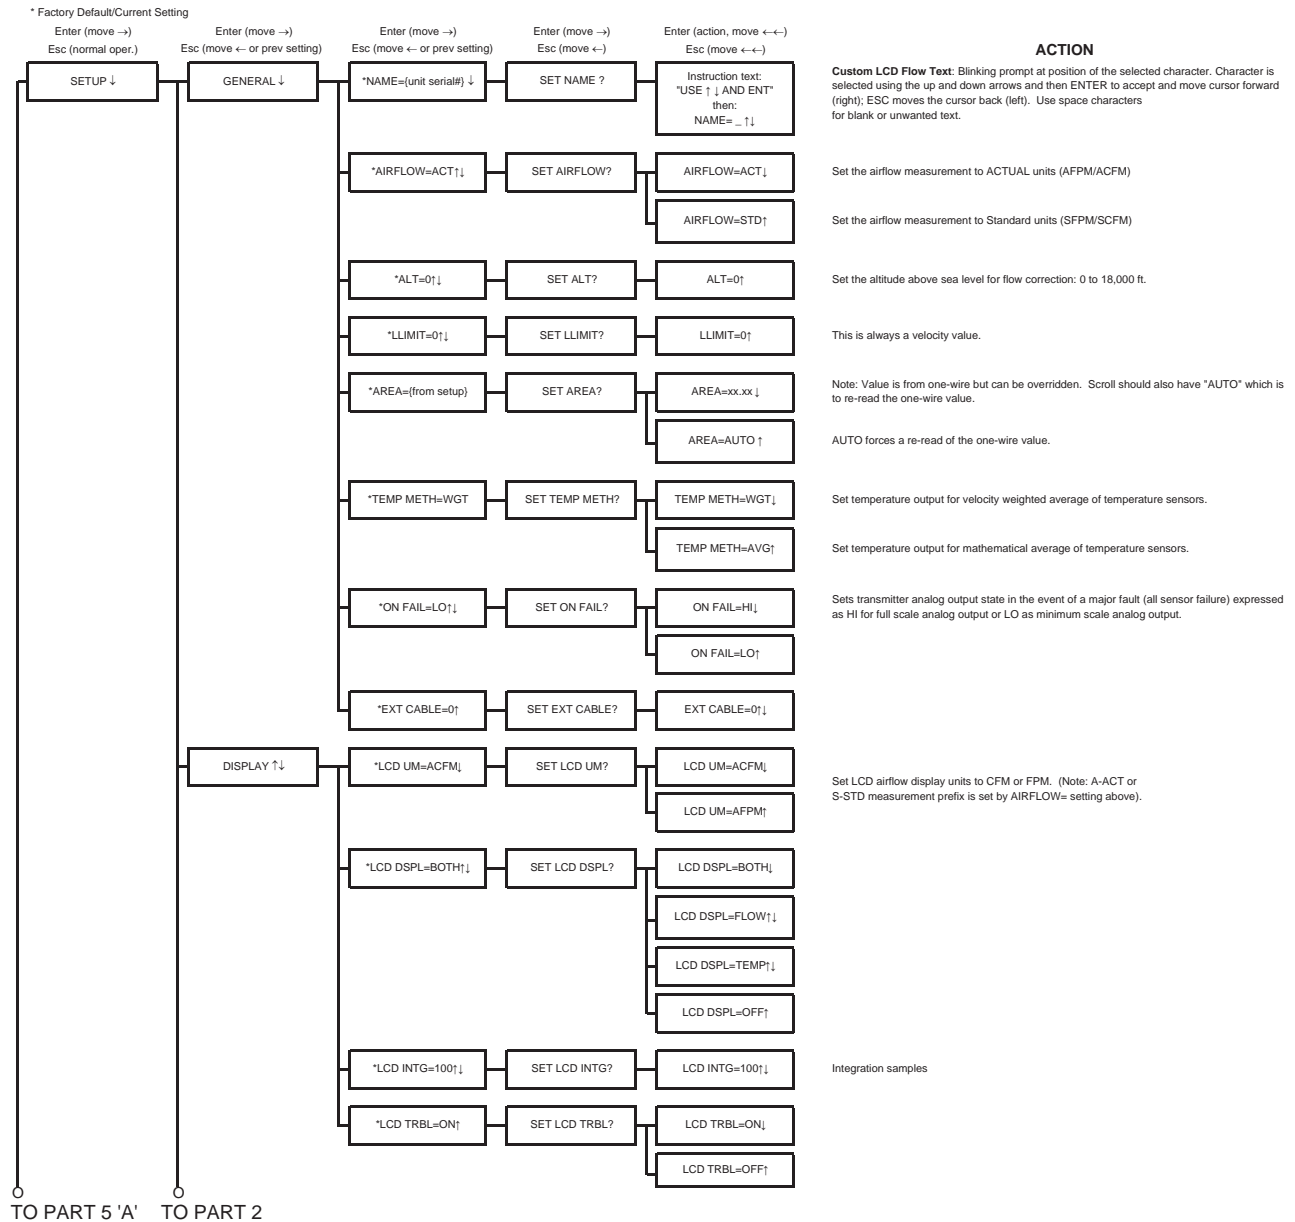 * Factory Default/Current Setting
Enter (move →)
Esc (normal oper.)
Enter (move →)
Esc (move ← or prev setting)
Enter (move →)
Esc (move ← or prev setting)
Enter (move →)
Esc (move ←)
Enter (action, move ←←)
Esc (move ←←)
ACTION
SETUP ↓
GENERAL ↓
*NAME={unit serial#} ↓
SET NAME ?
Instruction text:
"USE ↑ ↓ AND ENT"
then:
NAME= _ ↑↓
Custom LCD Flow Text: Blinking prompt at position of the selected character. Character is
selected using the up and down arrows and then ENTER to accept and move cursor forward
(right); ESC moves the cursor back (left). Use space characters
for blank or unwanted text.
*AIRFLOW=ACT↑↓
SET AIRFLOW?
AIRFLOW=ACT↓
Set the airflow measurement to ACTUAL units (AFPM/ACFM)
AIRFLOW=STD↑
Set the airflow measurement to Standard units (SFPM/SCFM)
*ALT=0↑↓
SET ALT?
ALT=0↑
Set the altitude above sea level for flow correction: 0 to 18,000 ft.
*LLIMIT=0↑↓
SET LLIMIT?
LLIMIT=0↑
This is always a velocity value.
*AREA={from setup}
SET AREA?
AREA=xx.xx ↓
Note: Value is from one-wire but can be overridden. Scroll should also have "AUTO" which is
to re-read the one-wire value.
AREA=AUTO ↑
AUTO forces a re-read of the one-wire value.
*TEMP METH=WGT
SET TEMP METH?
TEMP METH=WGT↓
Set temperature output for velocity weighted average of temperature sensors.
TEMP METH=AVG↑
Set temperature output for mathematical average of temperature sensors.
*ON FAIL=LO↑↓
SET ON FAIL?
ON FAIL=HI↓
Sets transmitter analog output state in the event of a major fault (all sensor failure) expressed
as HI for full scale analog output or LO as minimum scale analog output.
ON FAIL=LO↑
*EXT CABLE=0↑
SET EXT CABLE?
EXT CABLE=0↑↓
DISPLAY ↑↓
*LCD UM=ACFM↓
SET LCD UM?
LCD UM=ACFM↓
Set LCD airflow display units to CFM or FPM. (Note: A-ACT or
S-STD measurement prefix is set by AIRFLOW= setting above).
LCD UM=AFPM↑
*LCD DSPL=BOTH↑↓
SET LCD DSPL?
LCD DSPL=BOTH↓
LCD DSPL=FLOW↑↓
LCD DSPL=TEMP↑↓
LCD DSPL=OFF↑
*LCD INTG=100↑↓
SET LCD INTG?
LCD INTG=100↑↓
Integration samples
*LCD TRBL=ON↑
SET LCD TRBL?
LCD TRBL=ON↓
LCD TRBL=OFF↑
TO PART 5 'A'
TO PART 2